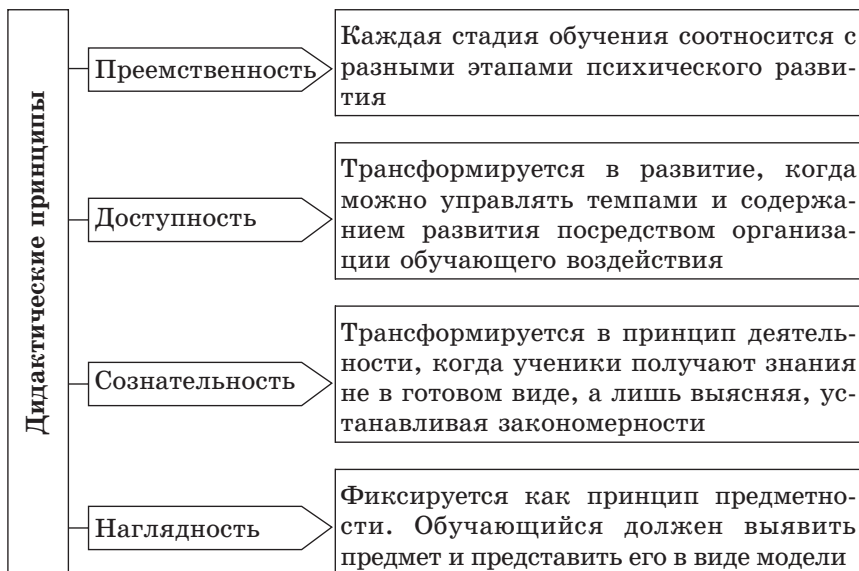 Дидактические принципы
Преемственность
Каждая стадия обучения соотносится с
разными этапами психического разви-
тия
Доступность
Трансформируется в развитие, когда
можно управлять темпами и содержа-
нием развития посредством организа-
ции обучающего воздействия
Сознательность
Трансформируется в принцип деятель-
ности, когда ученики получают знания
не в готовом виде, а лишь выясняя, ус-
танавливая закономерности
Наглядность
Фиксируется как принцип предметно-
сти. Обучающийся должен выявить
предмет и представить его в виде модели